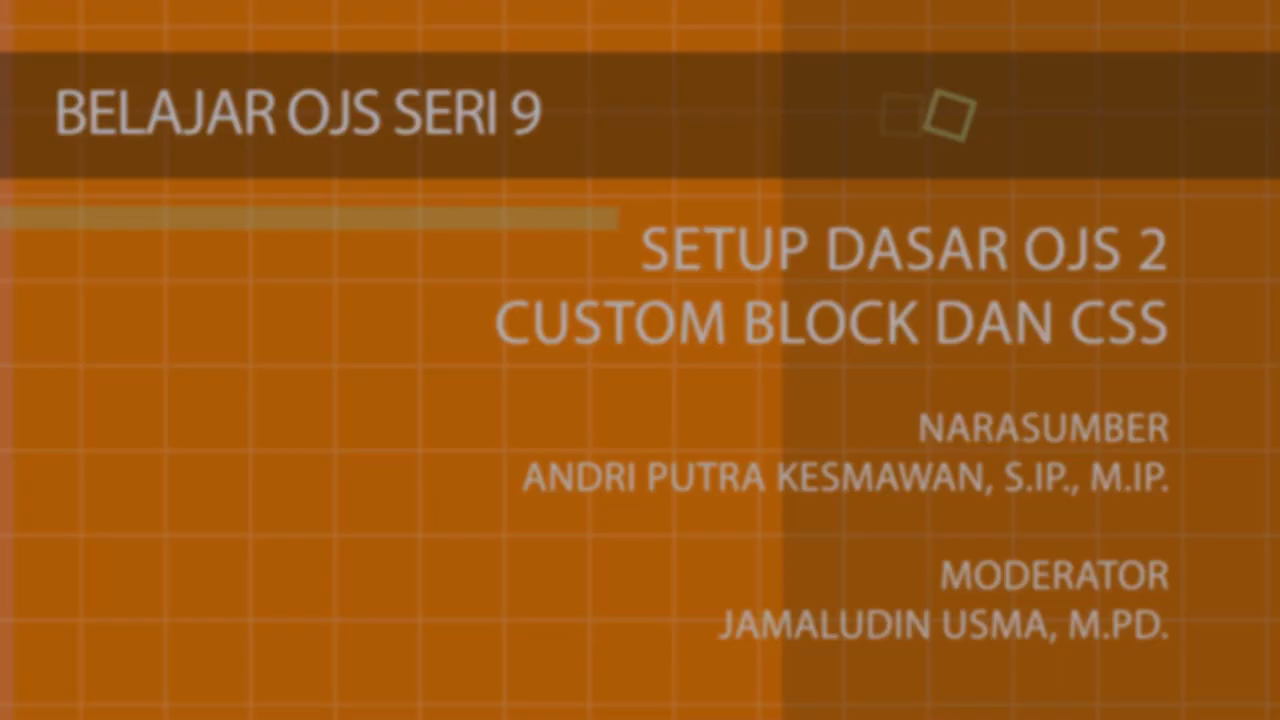 BELAJAR OJS SERI 9
SETUP DASAR OJS 2
CUSTOM BLOCK DAN CSS
NARASUMBER
ANDRI PUTRA KESMAWAN, S.IP., M.IP.
MODERATOR
JAMALUDIN USMA, M.PD.